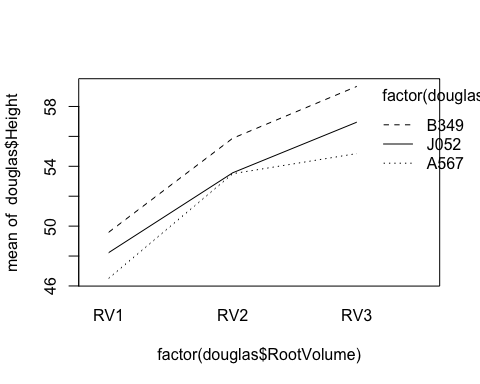 factor(douglas
B349
J052
A567
mean of douglas$Height
58
54
50
46
RV1 RV2 RV3
factor(douglas$RootVolume)